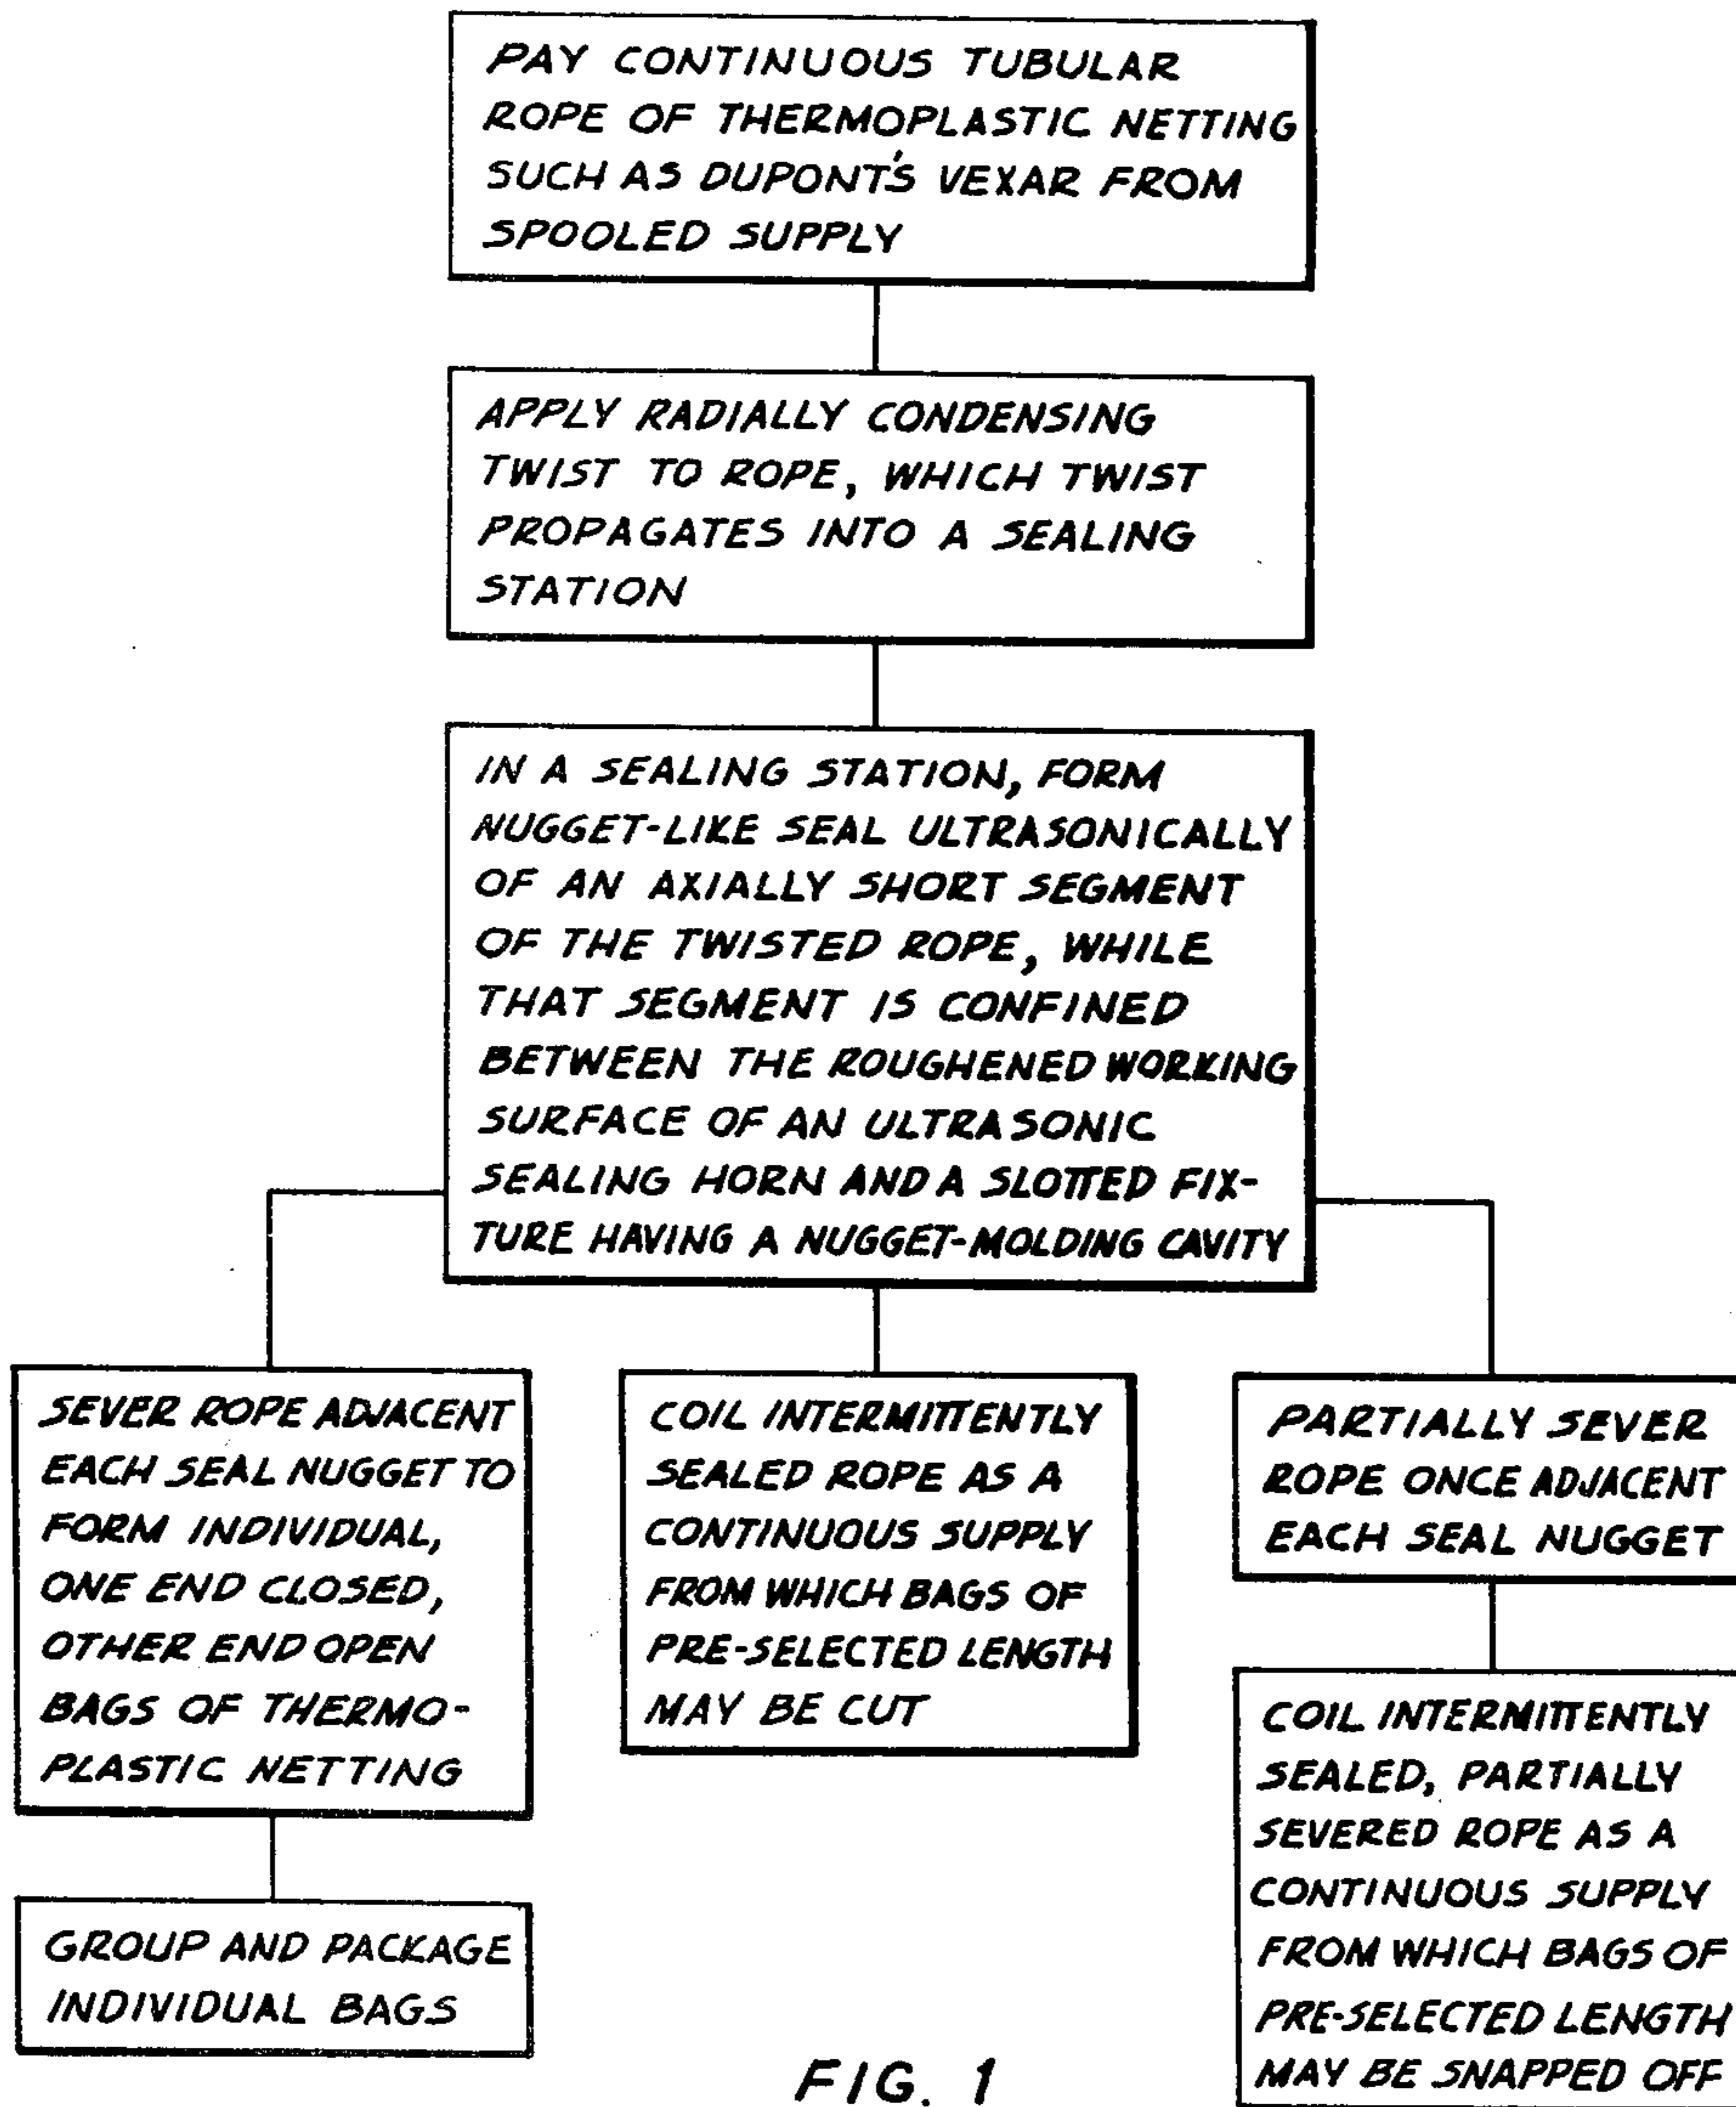 PAY CONTINUOUS TUBULAR
ROPE OF THERMOPLASTIC NETTING
SUCH AS DUPONT'S VEXAR FROM
SPOOLED SUPPLY
APPLY RADIALLY CONDENSING
TWIST TO ROPE, WHICH TWIST
PROPAGATES INTO A SEALING
STATION
IN A SEALING STATION, FORM
NUGGET-LIKE SEAL ULTRASONICALLY
OF AN AXIALLY SHORT SEGMENT
OF THE TWISTED ROPE, WHILE
THAT SEGMENT IS CONFINED
BETWEEN THE ROUGHENED WORKING
SURFACE OF AN ULTRASONIC
SEALING HORN AND A SLOTTED FIX-
TURE HAVING A NUGGET-MOLDING CAVITY
SEVER ROPE ADJACENT
EACH SEAL NUGGET TO
FORM INDIVIDUAL,
ONE END CLOSED,
OTHER END OPEN
BAGS OF THERMO-
PLASTIC NETTING
GROUP AND PACKAGE
INDIVIDUAL BAGS
COIL INTERMITTENTLY
SEALED ROPE AS A
CONTINUOUS SUPPLY
FROM WHICH BAGS OF
PRE-SELECTED LENGTH
MAY BE CUT
PARTIALLY SEVER
ROPE ONCE ADJACENT
EACH SEAL NUGGET
COIL INTERMITTENTLY
SEALED, PARTIALLY
SEVERED ROPE AS A
CONTINUOUS SUPPLY
FROM WHICH BAGS OF
PRE-SELECTED LENGTH
MAY BE SNAPPED OFF
FIG. 1